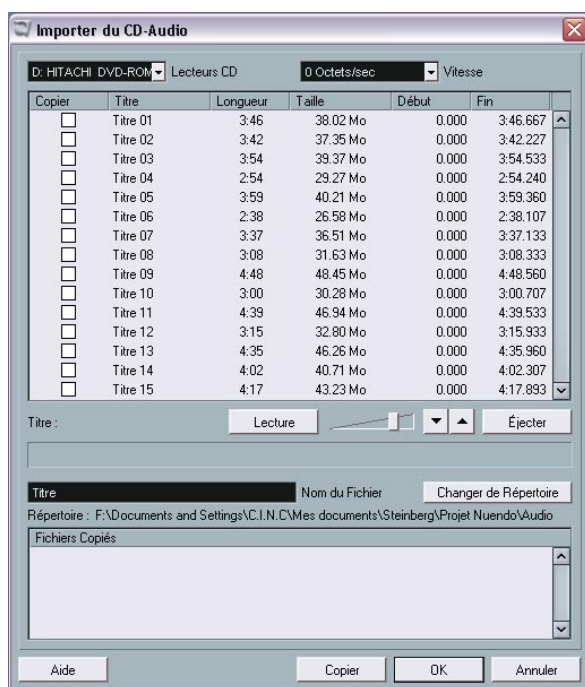 Importer du CD-Audio
D: HITACHI DVD-ROM Lecteurs CD 0 Octets/sec Vitesse
Copier Titre Longueur Taille Début Fin
Titre 01 3:46 38.02 Mo 0.000 3:46.667
Titre 02 3:42 37.35 Mo 0.000 3:42.227
Titre 03 3:54 39.37 Mo 0.000 3:54.533
Titre 04 2:54 29.27 Mo 0.000 2:54.240
Titre 05 3:59 40.21 Mo 0.000 3:59.360
Titre 06 2:38 26.58 Mo 0.000 2:38.107
Titre 07 3:37 36.51 Mo 0.000 3:37.133
Titre 08 3:08 31.63 Mo 0.000 3:08.333
Titre 09 4:48 48.45 Mo 0.000 4:48.560
Titre 10 3:00 30.28 Mo 0.000 3:00.707
Titre 11 4:39 46.94 Mo 0.000 4:39.533
Titre 12 3:15 32.80 Mo 0.000 3:15.933
Titre 13 4:35 46.26 Mo 0.000 4:35.960
Titre 14 4:02 40.71 Mo 0.000 4:02.307
Titre 15 4:17 43.23 Mo 0.000 4:17.893
Titre : Lecture Éjecter
Titre Nom du Fichier Changer de Répertoire
Répertoire : F:\Documents and Settings\C.I.N.C\Mes documents\Steinberg\Projet Nuendo\Audio
Fichiers Copiés
Aide Copier OK Annuler